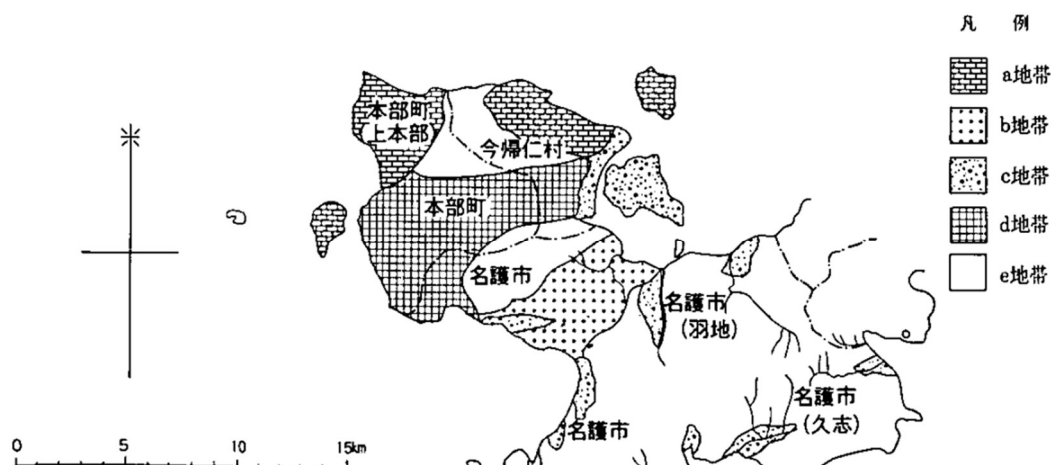 凡例
a地帯
b地帯
c地帯
d地帯
e地帯
本部町
(上本部)
今帰仁村
本部町
名護市
名護市
(羽地)
名護市
(久志)
名護市
0 5 10 15km